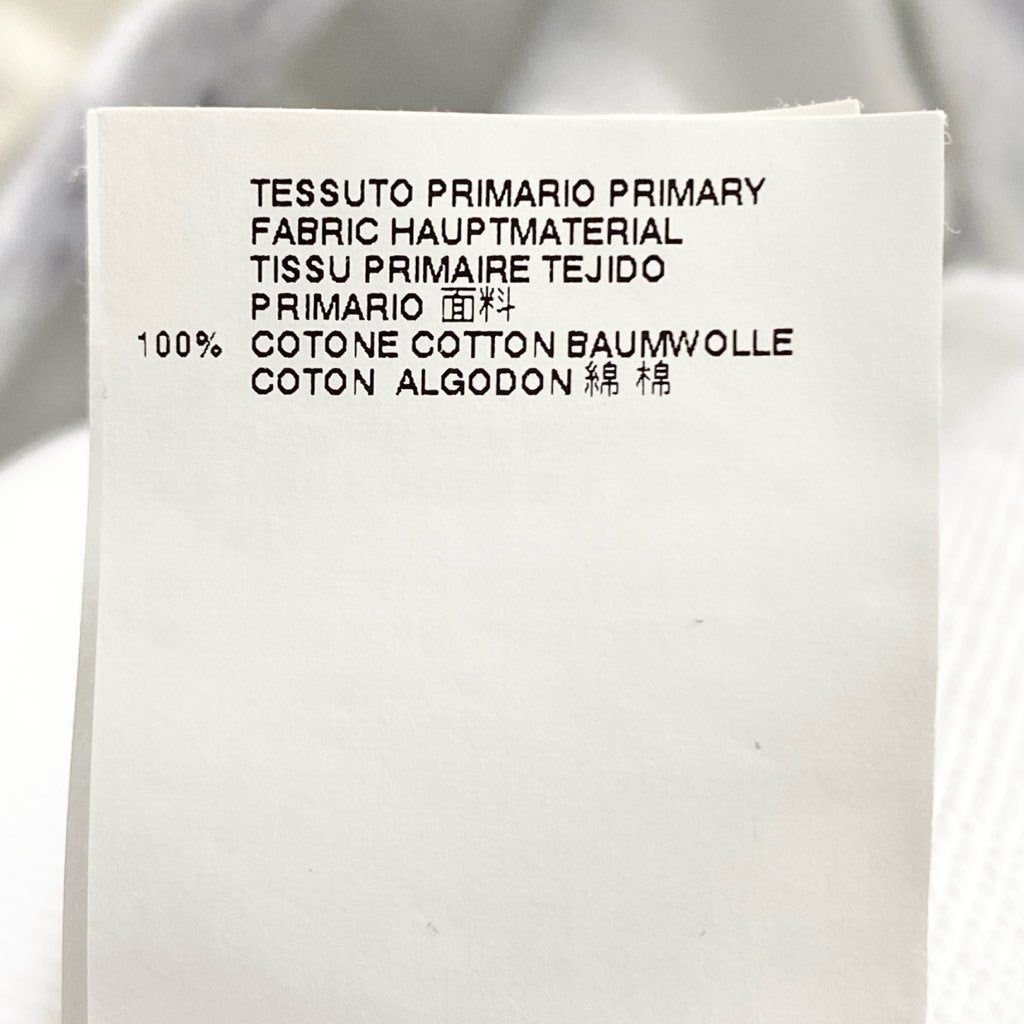 TESSUTO PRIMARIO PRIMARY
FABRIC HAUPTMATERIAL
TISSU PRIMAIRE TEJIDO
PRIMARIO 面料
100% COTONE COTTON BAUMWOLLE
COTON ALGODON 綿 棉